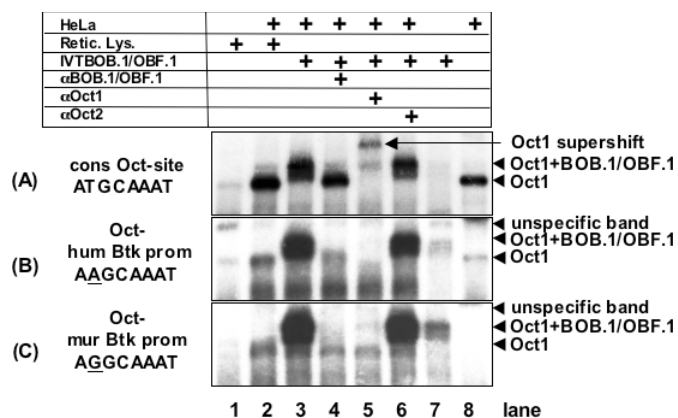 HeLa + + + + + + +
Retic. Lys. + +
IVTBOB.1/OBF.1 + + + + +
αBOB.1/OBF.1 +
αOct1 +
αOct2 +
Oct1 supershift
cons Oct-site Oct1+BOB.1/OBF.1
(A) ATGCAAAT Oct1
Oct- unspecific band
(B) hum Btk prom Oct1+BOB.1/OBF.1
AAGCAAAT Oct1
Oct- unspecific band
(C) mur Btk prom Oct1+BOB.1/OBF.1
AGGCAAAT Oct1
1 2 3 4 5 6 7 8 lane